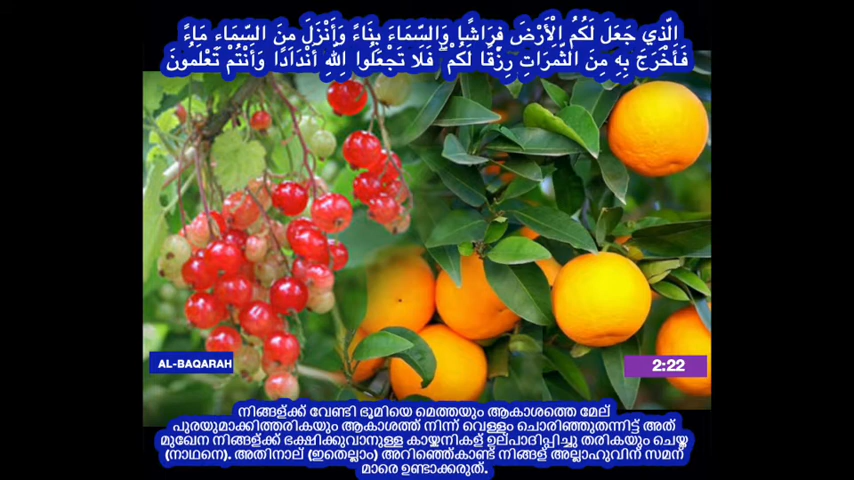 الَّذِي جَعَلَ لَكُمُ الْأَرْضَ فِرَاشًا وَالسَّمَاءَ بِنَاءً وَأَنْزَلَ مِنَ السَّمَاءِ مَاءً
فَأَخْرَجَ بِهِ مِنَ الثَّمَرَاتِ رِزْقًا لَكُمْ ۖ فَلَا تَجْعَلُوا لِلَّهِ أَنْدَادًا وَأَنْتُمْ تَعْلَمُونَ
AL-BAQARAH
2:22
നിങ്ങള്ക്ക് വേണ്ടി ഭൂമിയെ മെത്തയും ആകാശത്തെ മേല്
പുരയുമാക്കിത്തരികയും ആകാശത്ത് നിന്ന് വെള്ളം ചൊരിഞ്ഞുതന്നിട്ട് അത്
മുഖേന നിങ്ങള്ക്ക് ഭക്ഷിക്കുവാനുള്ള കായ്കനികള് ഉല്പാദിപ്പിച്ചു തരികയും ചെയ്ത
(നാഥനെ). അതിനാല് (ഇതെല്ലാം) അറിഞ്ഞ്കൊണ്ട് നിങ്ങള് അല്ലാഹുവിന് സമന്
മാരെ ഉണ്ടാക്കരുത്.